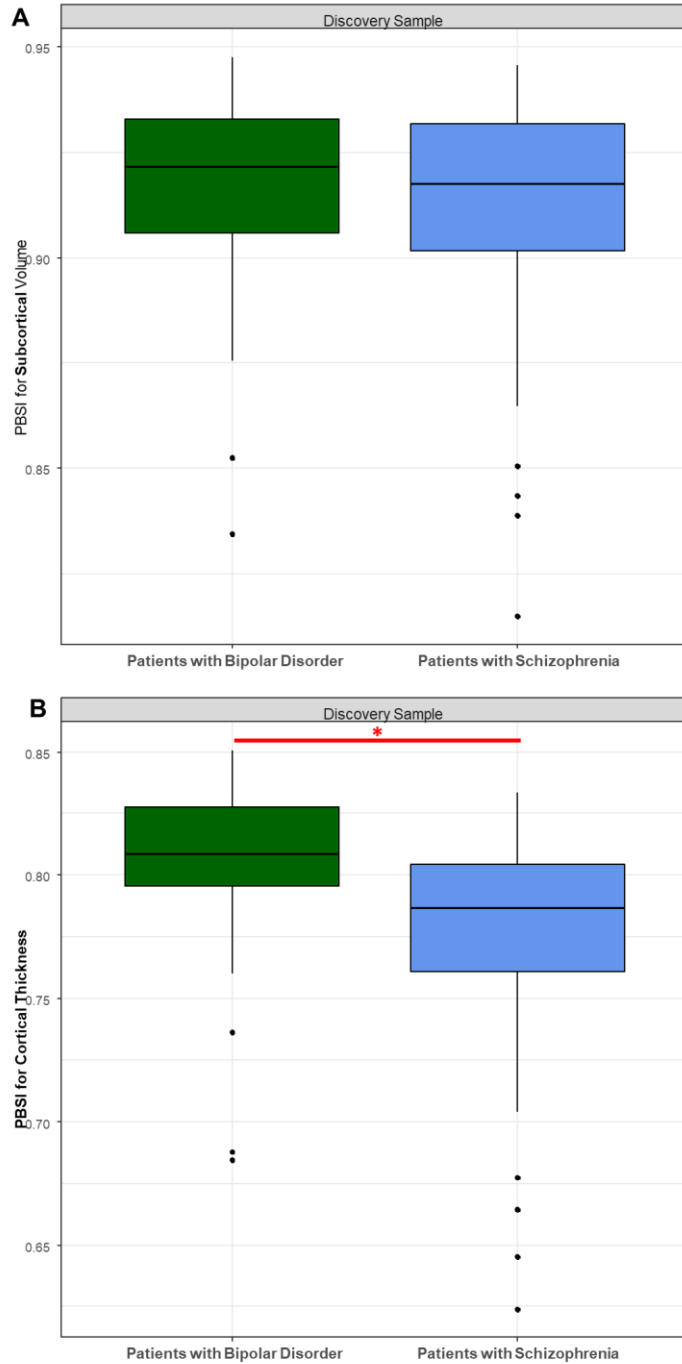 A
Discovery Sample
PBSI for Subcortical Volume
0.95
0.90
0.85
Patients with Bipolar Disorder
Patients with Schizophrenia
B
Discovery Sample
*
PBSI for Cortical Thickness
0.85
0.80
0.75
0.70
0.65
Patients with Bipolar Disorder
Patients with Schizophrenia